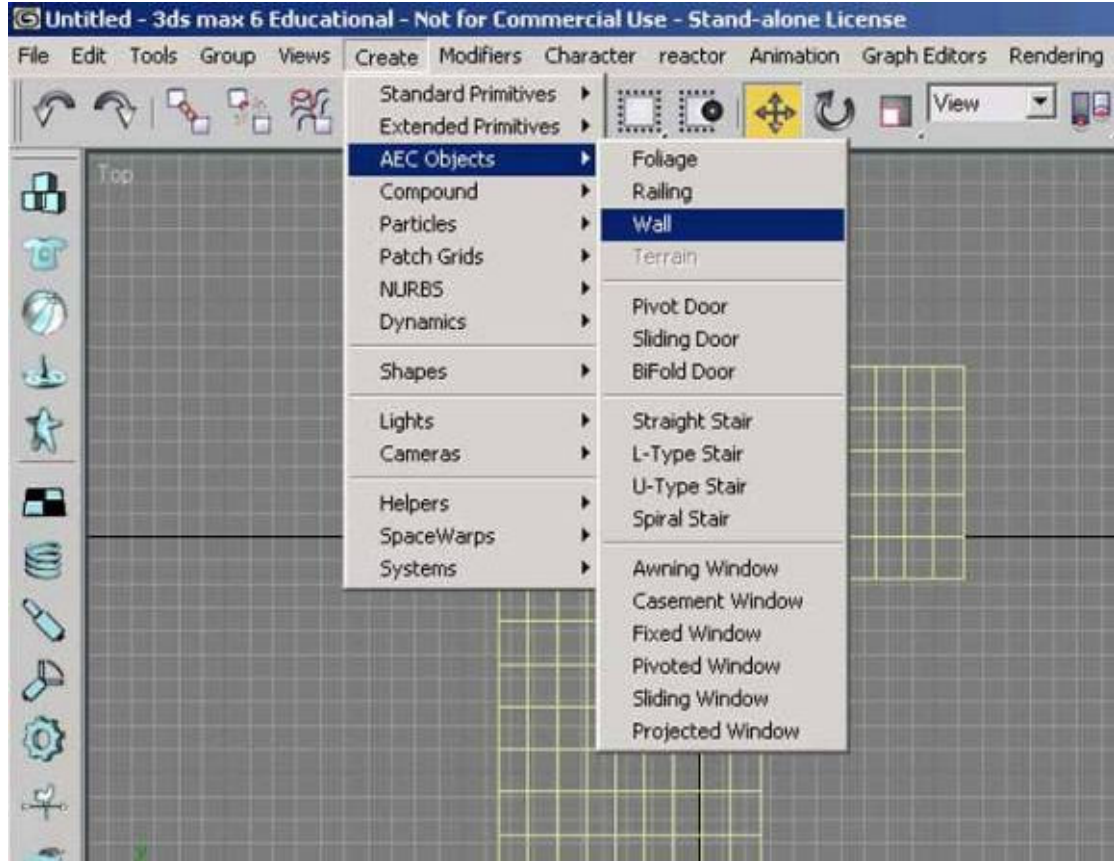 Untitled - 3ds max 6 Educational - Not for Commercial Use - Stand-alone License
File Edit Tools Group Views Create Modifiers Character reactor Animation Graph Editors Rendering
View
Top
Standard Primitives
Extended Primitives
AEC Objects
Compound
Particles
Patch Grids
NURBS
Dynamics
Shapes
Lights
Cameras
Helpers
SpaceWarps
Systems
Foliage
Railing
Wall
Terrain
Pivot Door
Sliding Door
BiFold Door
Straight Stair
L-Type Stair
U-Type Stair
Spiral Stair
Awning Window
Casement Window
Fixed Window
Pivoted Window
Sliding Window
Projected Window
y